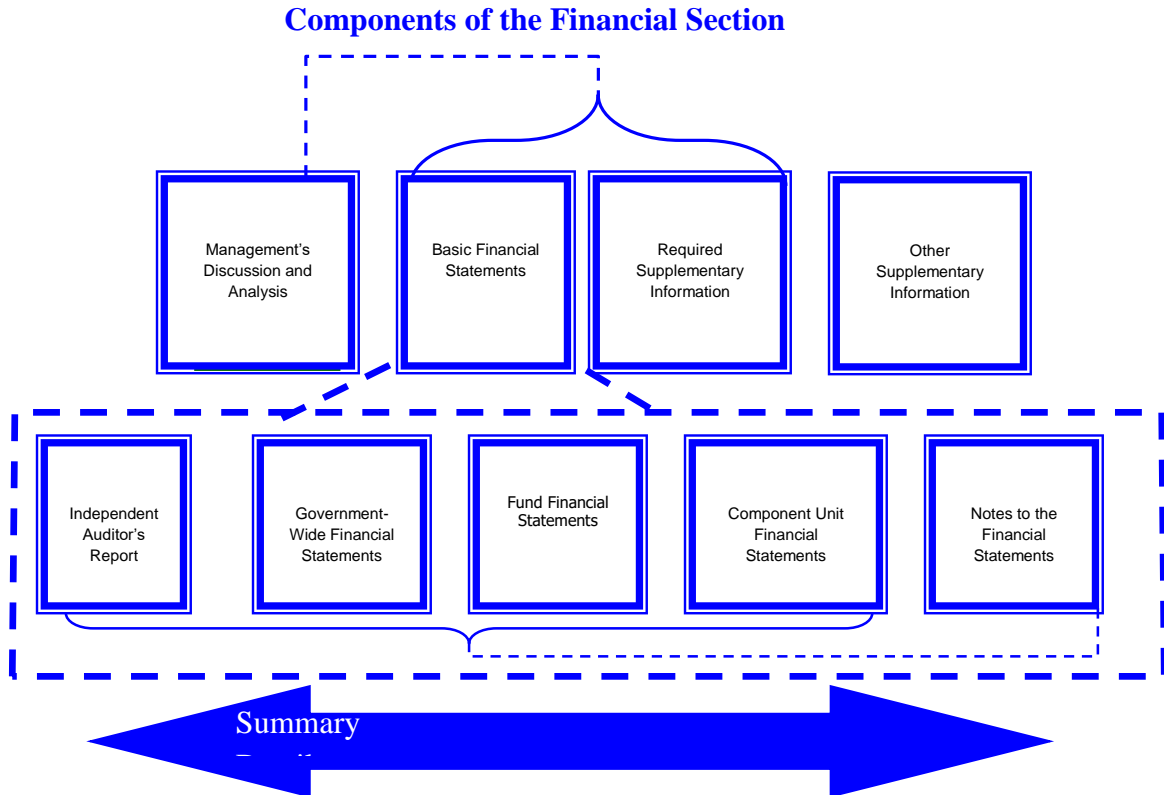 Components of the Financial Section
Management's
Discussion and
Analysis
Basic Financial
Statements
Required
Supplementary
Information
Other
Supplementary
Information
Independent
Auditor's
Report
Government-
Wide Financial
Statements
Fund Financial
Statements
Component Unit
Financial
Statements
Notes to the
Financial
Statements
Summary